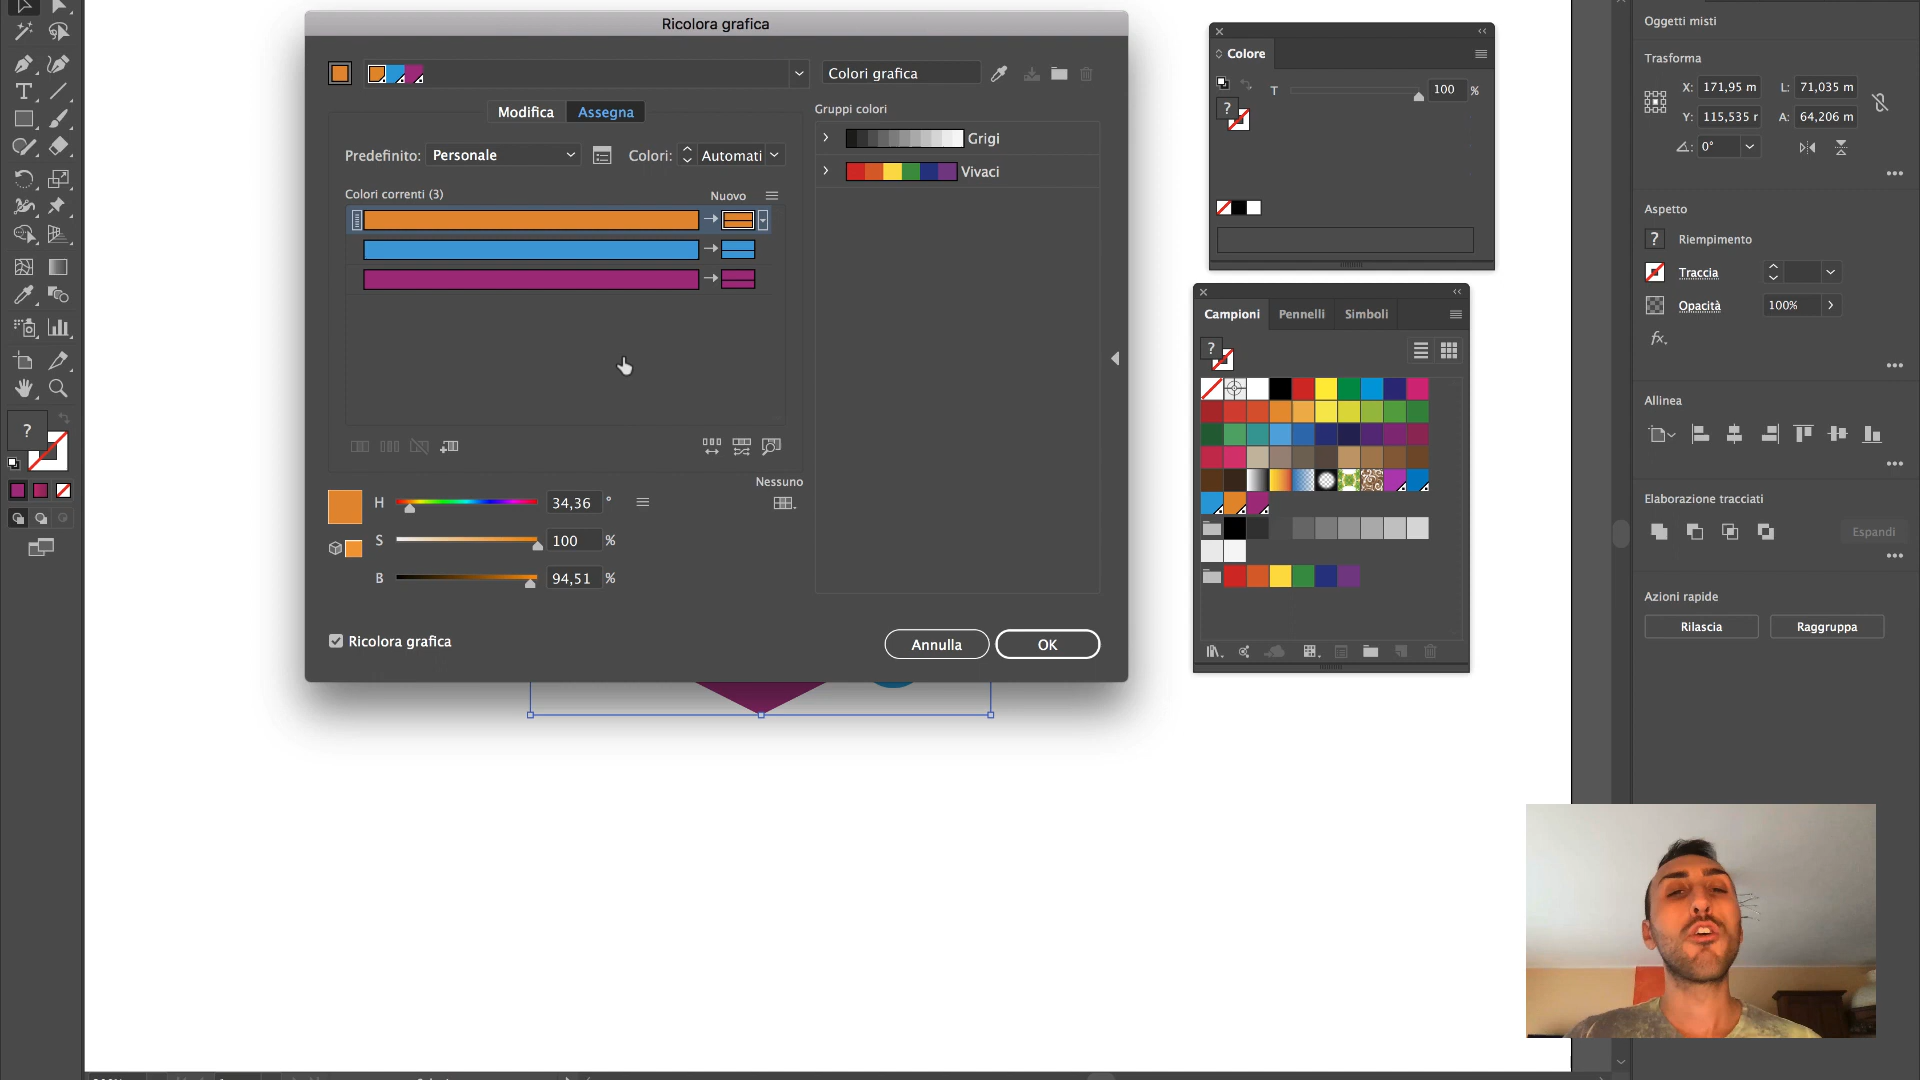 Ricolora grafica
Colori grafica
Modifica
Assegna
Gruppi colori
Predefinito:
Personale
Colori:
Automati
Grigi
Vivaci
Colori correnti (3)
Nuovo
Nessuno
H
34,36
°
S
100
%
B
94,51
%
Ricolora grafica
Annulla
OK
Colore
T
100
%
?
Campioni
Pennelli
Simboli
?
?
Oggetti misti
Trasforma
X:
171,95 m
L:
71,035 m
Y:
115,535 r
A:
64,206 m
0°
Aspetto
?
Riempimento
Traccia
Opacità
100%
fx.
Allinea
Elaborazione tracciati
Espandi
Azioni rapide
Rilascia
Raggruppa